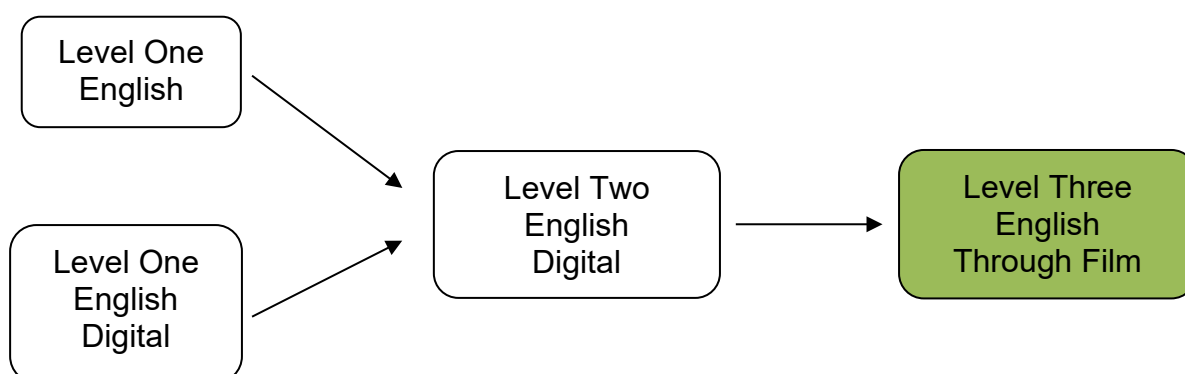 Level One
English
Level One
English
Digital
Level Two
English
Digital
Level Three
English
Through Film